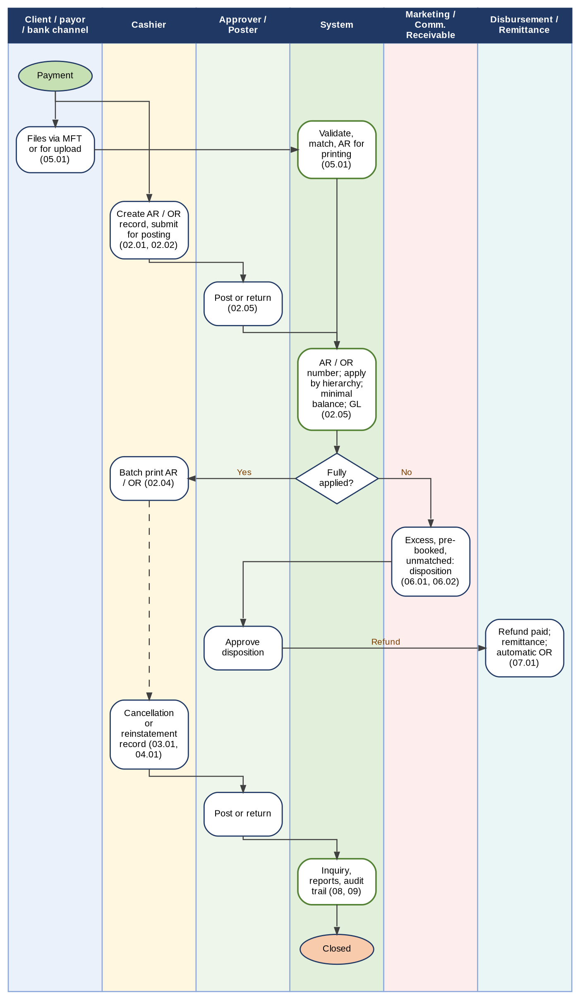 Client / payor
/ bank channel
Cashier
Approver /
Poster
System
Marketing /
Comm.
Receivable
Disbursement /
Remittance
Payment
Files via MFT
or for upload
(05.01)
Validate,
match, AR for
printing
(05.01)
Create AR / OR
record, submit
for posting
(02.01, 02.02)
Post or return
(02.05)
AR / OR
number; apply
by hierarchy;
minimal
balance; GL
(02.05)
Batch print AR
/ OR (02.04)
Yes
Fully
applied?
No
Excess, pre-
booked,
unmatched:
disposition
(06.01, 06.02)
Approve
disposition
Refund
Refund paid;
remittance;
automatic OR
(07.01)
Cancellation
or
reinstatement
record (03.01,
04.01)
Post or return
Inquiry,
reports, audit
trail (08, 09)
Closed